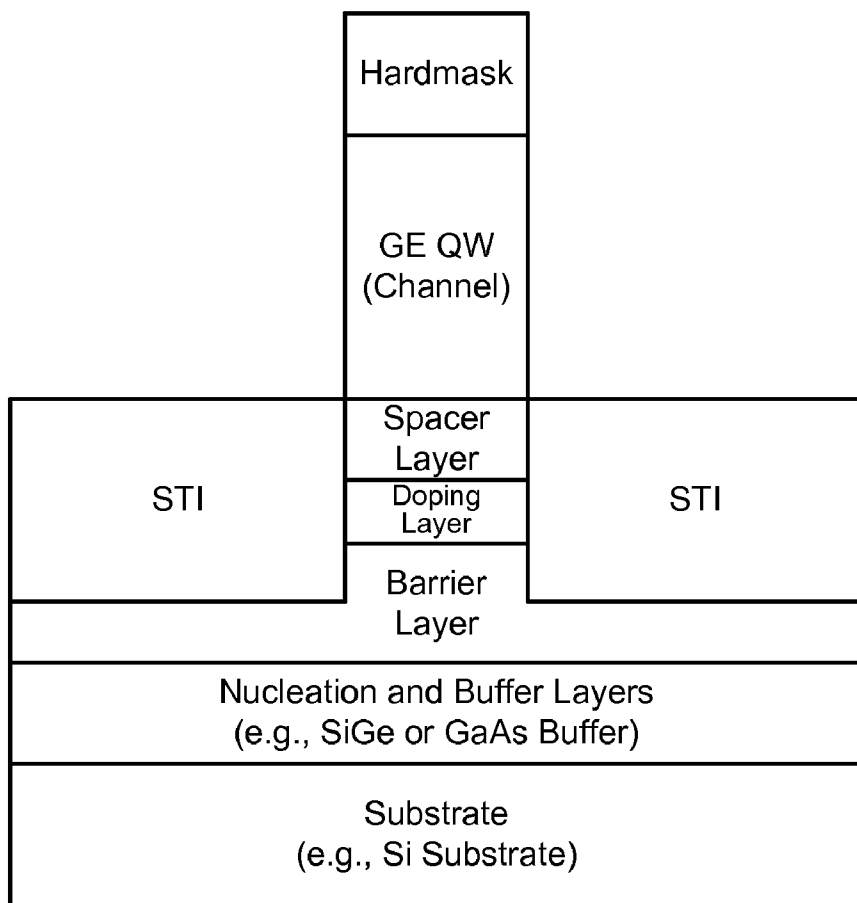 Hardmask
GE QW
(Channel)
Spacer
Layer
STI
Doping
Layer
STI
Barrier
Layer
Nucleation and Buffer Layers
(e.g., SiGe or GaAs Buffer)
Substrate
(e.g., Si Substrate)